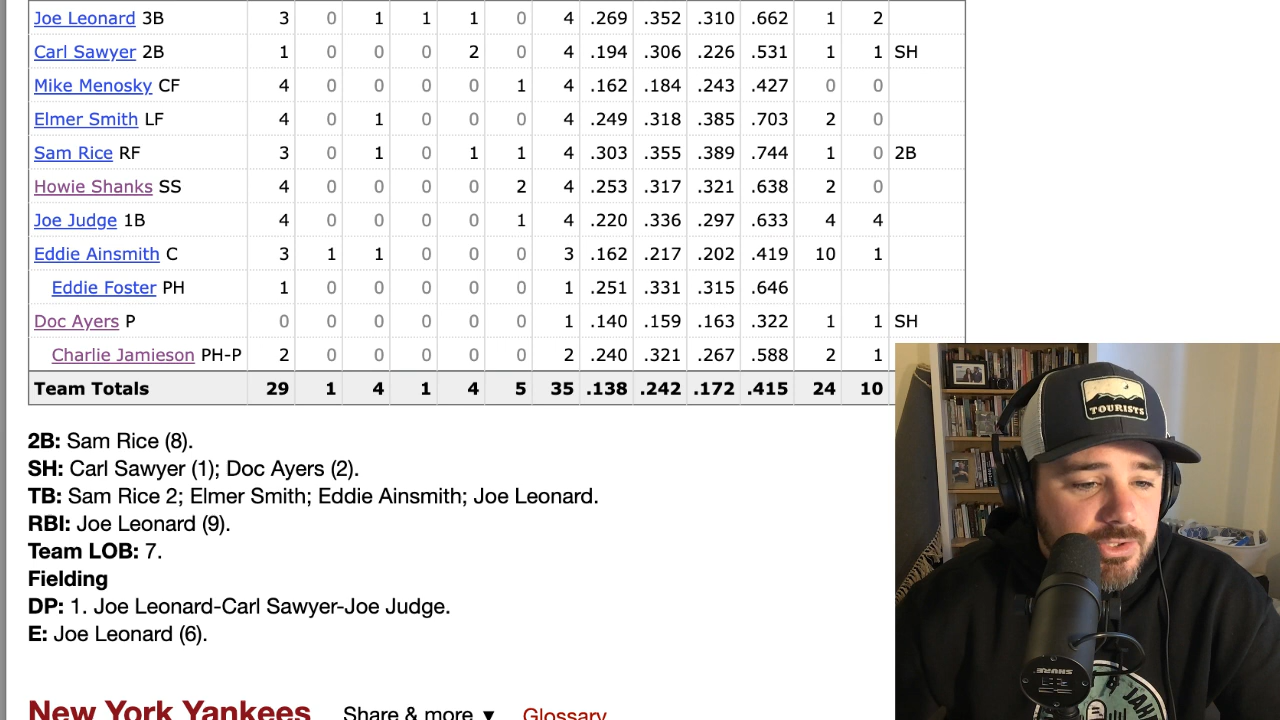 Joe Leonard 3B 3 0 1 1 1 0 4 .269 .352 .310 .662 1 2
Carl Sawyer 2B 1 0 0 0 2 0 4 .194 .306 .226 .531 1 1 SH
Mike Menosky CF 4 0 0 0 0 1 4 .162 .184 .243 .427 0 0
Elmer Smith LF 4 0 1 0 0 0 4 .249 .318 .385 .703 2 0
Sam Rice RF 3 0 1 0 1 1 4 .303 .355 .389 .744 1 0 2B
Howie Shanks SS 4 0 0 0 0 2 4 .253 .317 .321 .638 2 0
Joe Judge 1B 4 0 0 0 0 1 4 .220 .336 .297 .633 4 4
Eddie Ainsmith C 3 1 1 0 0 0 3 .162 .217 .202 .419 10 1
Eddie Foster PH 1 0 0 0 0 0 1 .251 .331 .315 .646
Doc Ayers P 0 0 0 0 0 0 1 .140 .159 .163 .322 1 1 SH
Charlie Jamieson PH-P 2 0 0 0 0 0 2 .240 .321 .267 .588 2 1
Team Totals 29 1 4 1 4 5 35 .138 .242 .172 .415 24 10
2B: Sam Rice (8).
SH: Carl Sawyer (1); Doc Ayers (2).
TB: Sam Rice 2; Elmer Smith; Eddie Ainsmith; Joe Leonard.
RBI: Joe Leonard (9).
Team LOB: 7.
Fielding
DP: 1. Joe Leonard-Carl Sawyer-Joe Judge.
E: Joe Leonard (6).
New York Yankees Share & more ▼ Glossary
TOURISTS
SHURE
JAH